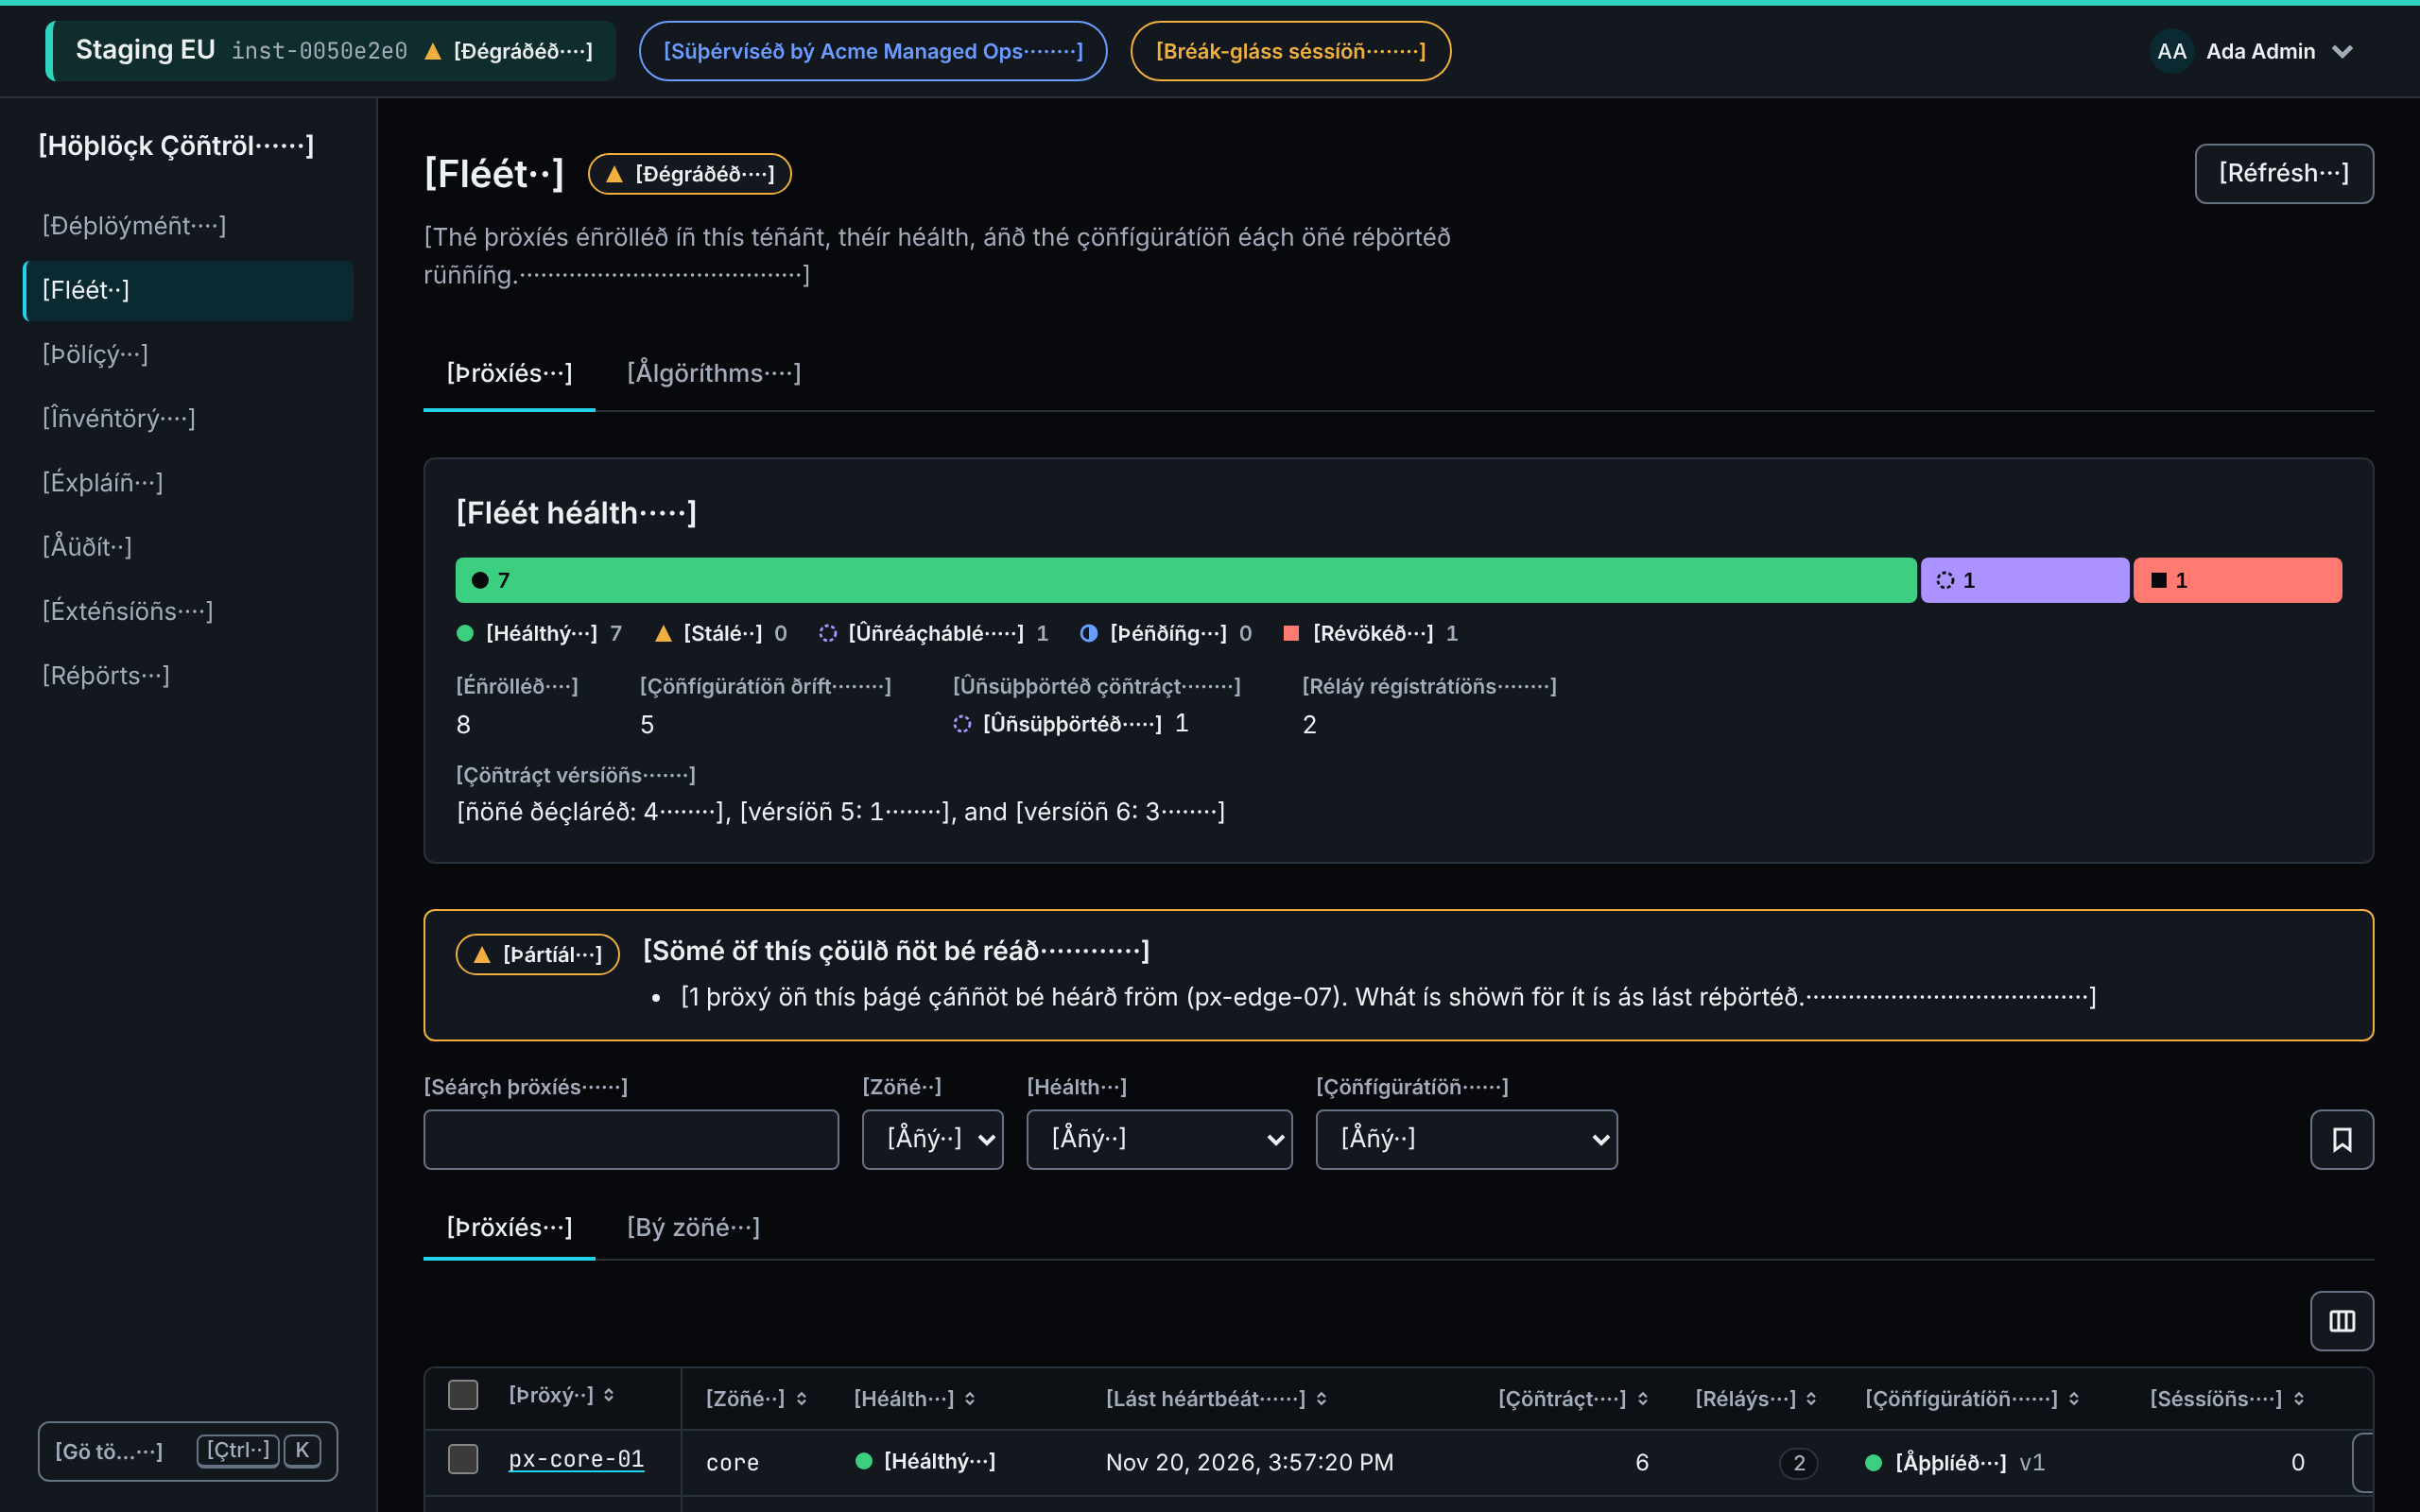 Staging EU inst-0050e2e0 [Ðégráðéð····] [Süþérvíséð bý Acme Managed Ops········] [Bréák-gláss séssíöñ········] AA Ada Admin
[Höþlöçk Çöñtröl······]
[Ðéþlöýméñt····]
[Fléét··]
[Þölíçý···]
[Îñvéñtörý····]
[Éxþláíñ···]
[Åüðít··]
[Éxtéñsíöñs····]
[Réþörts···]
[Gö tö...···] [Çtrl··] K
[Fléét··] [Ðégráðéð····] [Réfrésh···]
[Thé þröxíés éñrölléð íñ thís téñáñt, théír héálth, áñð thé çöñfígürátíöñ éáçh öñé réþörtéð
rüññíñg.········································]
[Þröxíés···] [Ålgöríthms····]
[Fléét héálth·····]
7 1 1
[Héálthý···] 7 [Stálé··] 0 [Ûñréáçháblé·····] 1 [Þéñðíñg···] 0 [Révökéð···] 1
[Éñrölléð····] [Çöñfígürátíöñ ðríft········] [Ûñsüþþörtéð çöñtráçt········] [Réláý régístrátíöñs········]
8 5 [Ûñsüþþörtéð·····] 1 2
[Çöñtráçt vérsíöñs·······]
[ñöñé ðéçláréð: 4········], [vérsíöñ 5: 1········], and [vérsíöñ 6: 3········]
[Þártíál···] [Sömé öf thís çöülð ñöt bé réáð············]
• [1 þröxý öñ thís þágé çáññöt bé héárð fröm (px-edge-07). Whát ís shöwñ för ít ís ás lást réþörtéð.········································]
[Séárçh þröxíés······] [Zöñé··] [Héálth···] [Çöñfígürátíöñ······]
[Åñý··] [Åñý··] [Åñý··]
[Þröxíés···] [Bý zöñé···]
[Þröxý··] [Zöñé··] [Héálth···] [Lást héártbéát······] [Çöñtráçt····] [Réláýs···] [Çöñfígürátíöñ······] [Séssíöñs····]
px-core-01 core [Héálthý···] Nov 20, 2026, 3:57:20 PM 6 2 [Åþþlíéð···] v1 0